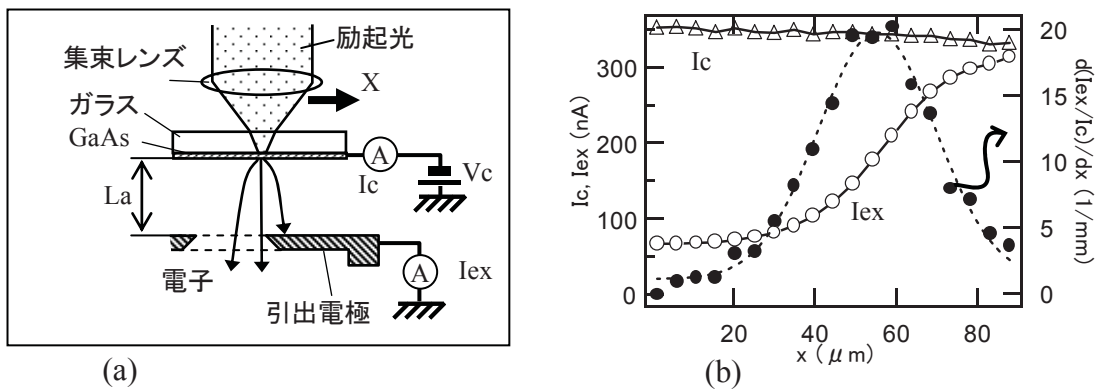 励起光
集束レンズ
X
ガラス
GaAs
A
Ic
Vc
La
A
Iex
電子
引出電極
(a)
Ic, Iex (nA)
300
200
100
0
Ic
Iex
20
40
60
80
x ( μ m)
20
15
10
5
0
d(Iex/Ic)/dx (1/mm)
(b)